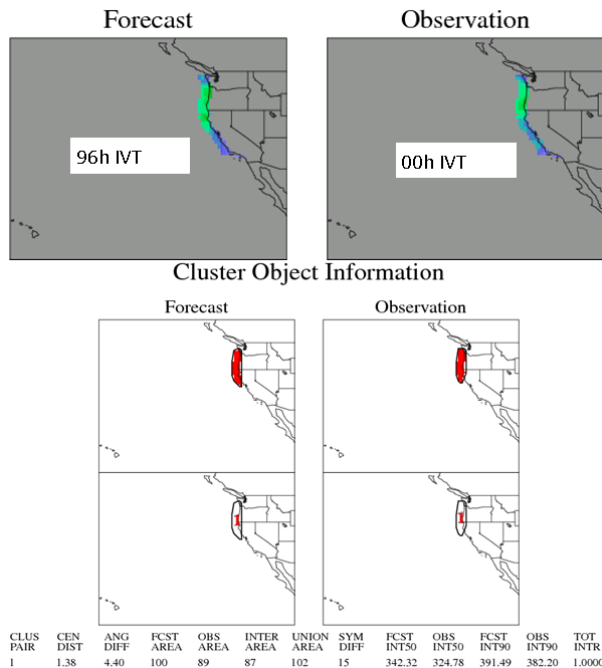 Forecast Observation
96h IVT 00h IVT
Cluster Object Information
Forecast Observation
1 1
CLUS CEN ANG FCST OBS INTER UNION SYM FCST OBS FCST OBS TOT
PAIR DIST DIFF AREA AREA AREA AREA DIFF INT50 INT50 INT90 INT90 INTR
1 1.38 4.40 100 89 87 102 15 342.32 324.78 391.49 382.20 1.0000